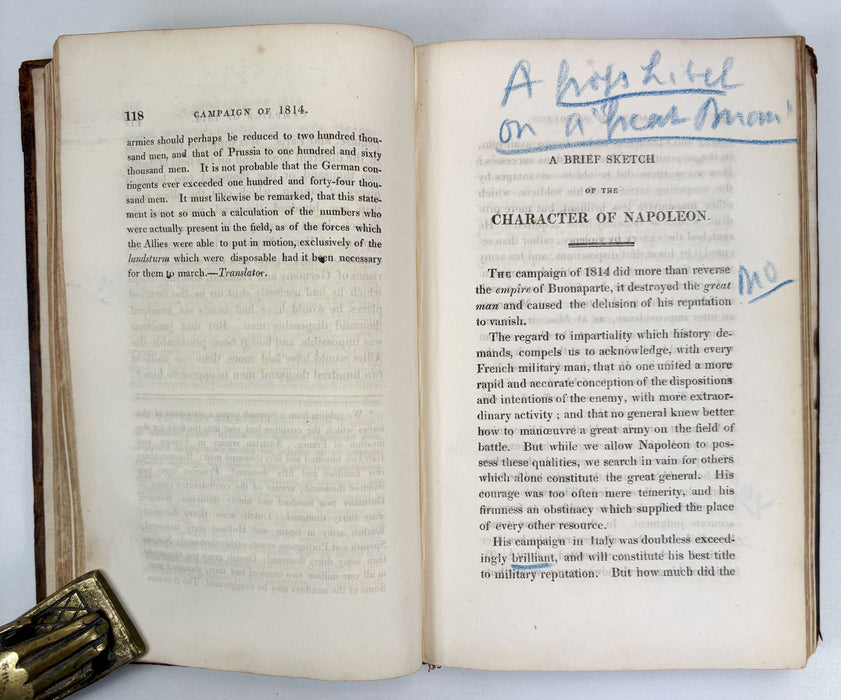 118 CAMPAIGN OF 1814.
armies should perhaps be reduced to two hundred thou-
sand men, and that of Prussia to one hundred and sixty
thousand men. It is not probable that the German con-
tingents ever exceeded one hundred and forty-four thou-
sand men. It must likewise be remarked, that this state-
ment is not so much a calculation of the numbers who
were actually present in the field, as of the forces which
the Allies were able to put in motion, exclusively of the
landsturm which were disposable had it been necessary
for them to march.—Translator.
A gross Libel
on a 'great man'
A BRIEF SKETCH
OF THE
CHARACTER OF NAPOLEON.
THE campaign of 1814 did more than reverse
the empire of Buonaparte, it destroyed the great
man and caused the delusion of his reputation
to vanish.
NO
The regard to impartiality which history de-
mands, compels us to acknowledge, with every
French military man, that no one united a more
rapid and accurate conception of the dispositions
and intentions of the enemy, with more extraor-
dinary activity; and that no general knew better
how to manœuvre a great army on the field of
battle. But while we allow Napoleon to pos-
sess these qualities, we search in vain for others
which alone constitute the great general. His
courage was too often mere temerity, and his
firmness an obstinacy which supplied the place
of every other resource.
His campaign in Italy was doubtless exceed-
ingly brilliant, and will constitute his best title
to military reputation. But how much did the